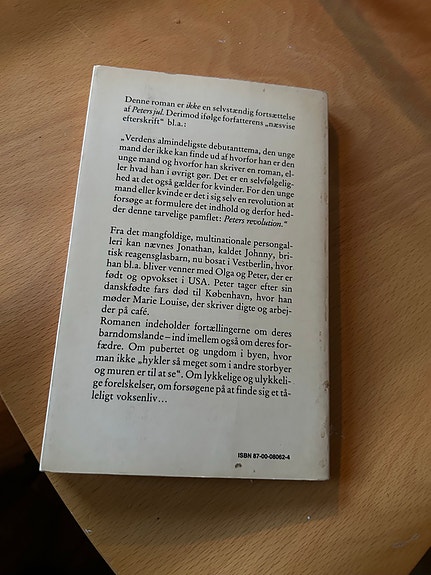 Denne roman er ikke en selvstændig fortsættelse
af Peters jul. Derimod ifølge forfatterens „næsvise
efterskrift“ bl.a.:
„Verdens almindeligste debutanttema, den unge
mand der ikke kan finde ud af hvorfor han er den
unge mand og hvorfor han skriver en roman, el-
ler hvad han i øvrigt gør. Det er en selvfølgelig-
hed at det også gælder for kvinder. For den unge
mand eller kvinde er det i sig selv en revolution at
forsøge at formulere det indhold og derfor hed-
der denne tarvelige pamflet: Peters revolution.“
Fra det mangfoldige, multinationale persongal-
leri kan nævnes Jonathan, kaldet Johnny, bri-
tisk reagensglasbarn, nu bosat i Vestberlin, hvor
han bl.a. bliver venner med Olga og Peter, der er
født og opvokset i USA. Peter tager efter sin
danskfødte fars død til København, hvor han
møder Marie Louise, der skriver digte og arbej-
der på café.
Romanen indeholder fortællingerne om deres
barndomslande – ind imellem også om deres for-
fædre. Om pubertet og ungdom i byen, hvor
man ikke „hykler så meget som i andre storbyer
og muren er til at se“. Om lykkelige og ulykkeli-
ge forelskelser, om forsøgene på at finde sig et tå-
leligt voksenliv…
ISBN 87-00-08062-4